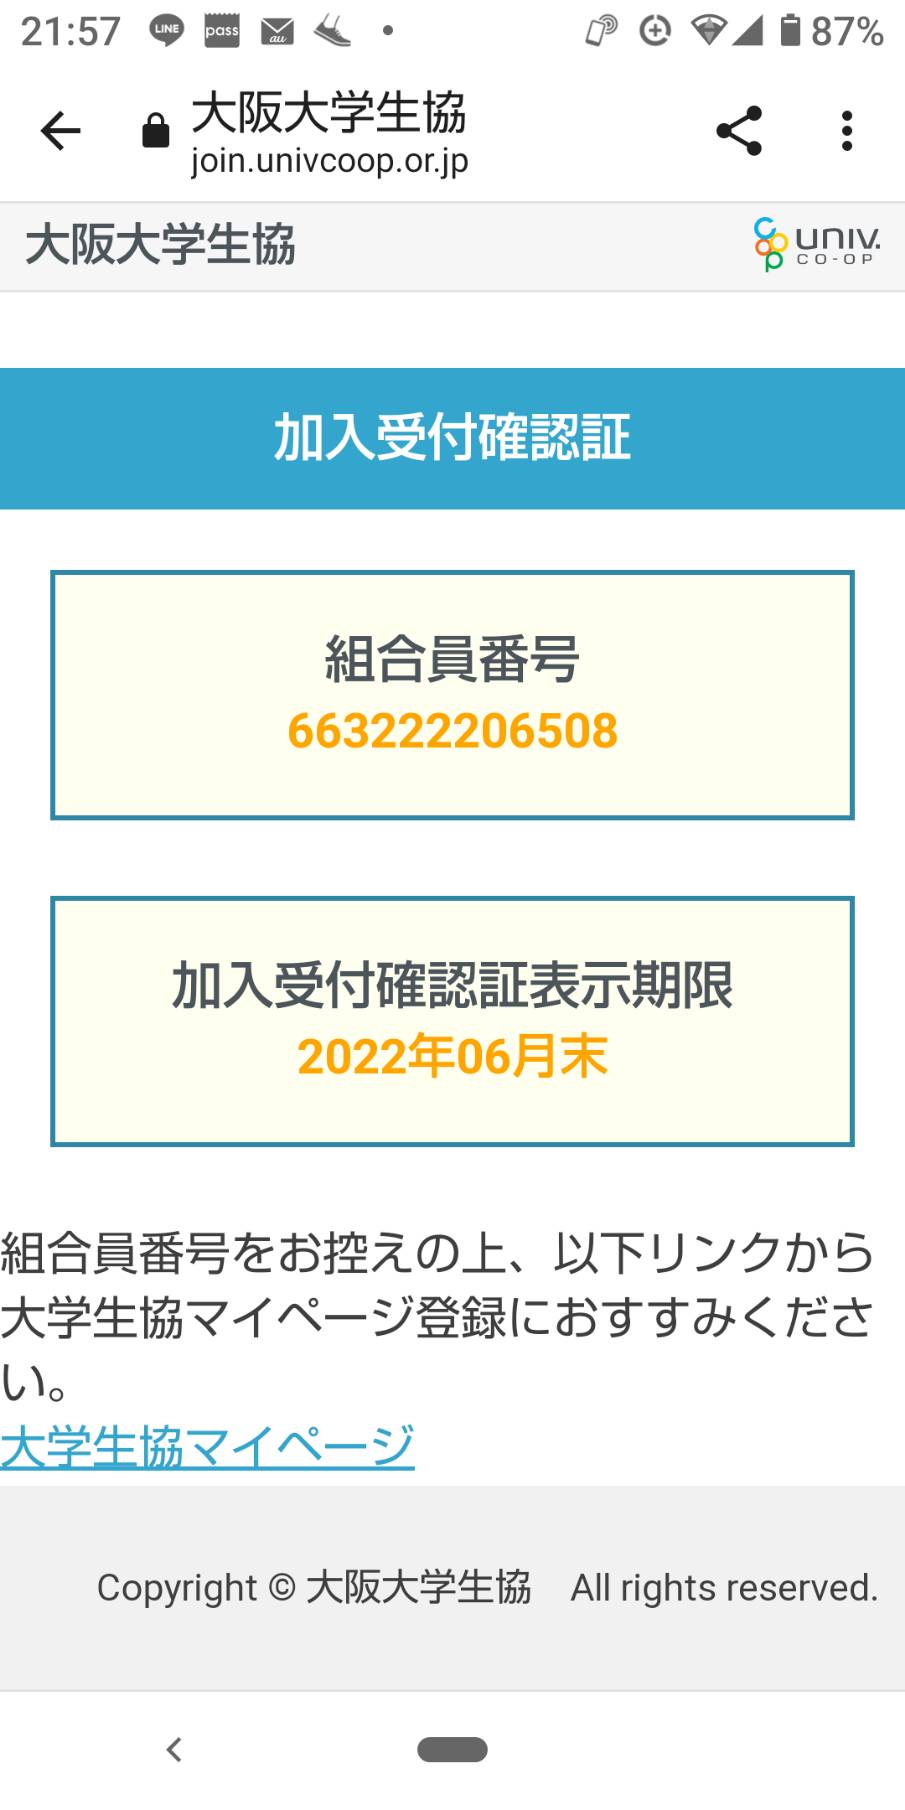 21:57 LINE pass au 87%
大阪大学生協
join.univcoop.or.jp
大阪大学生協
coop univ.
CO-OP
加入受付確認証
組合員番号
663222206508
加入受付確認証表示期限
2022年06月末
組合員番号をお控えの上、以下リンクから
大学生協マイページ登録におすすみくださ
い。
大学生協マイページ
Copyright © 大阪大学生協　All rights reserved.